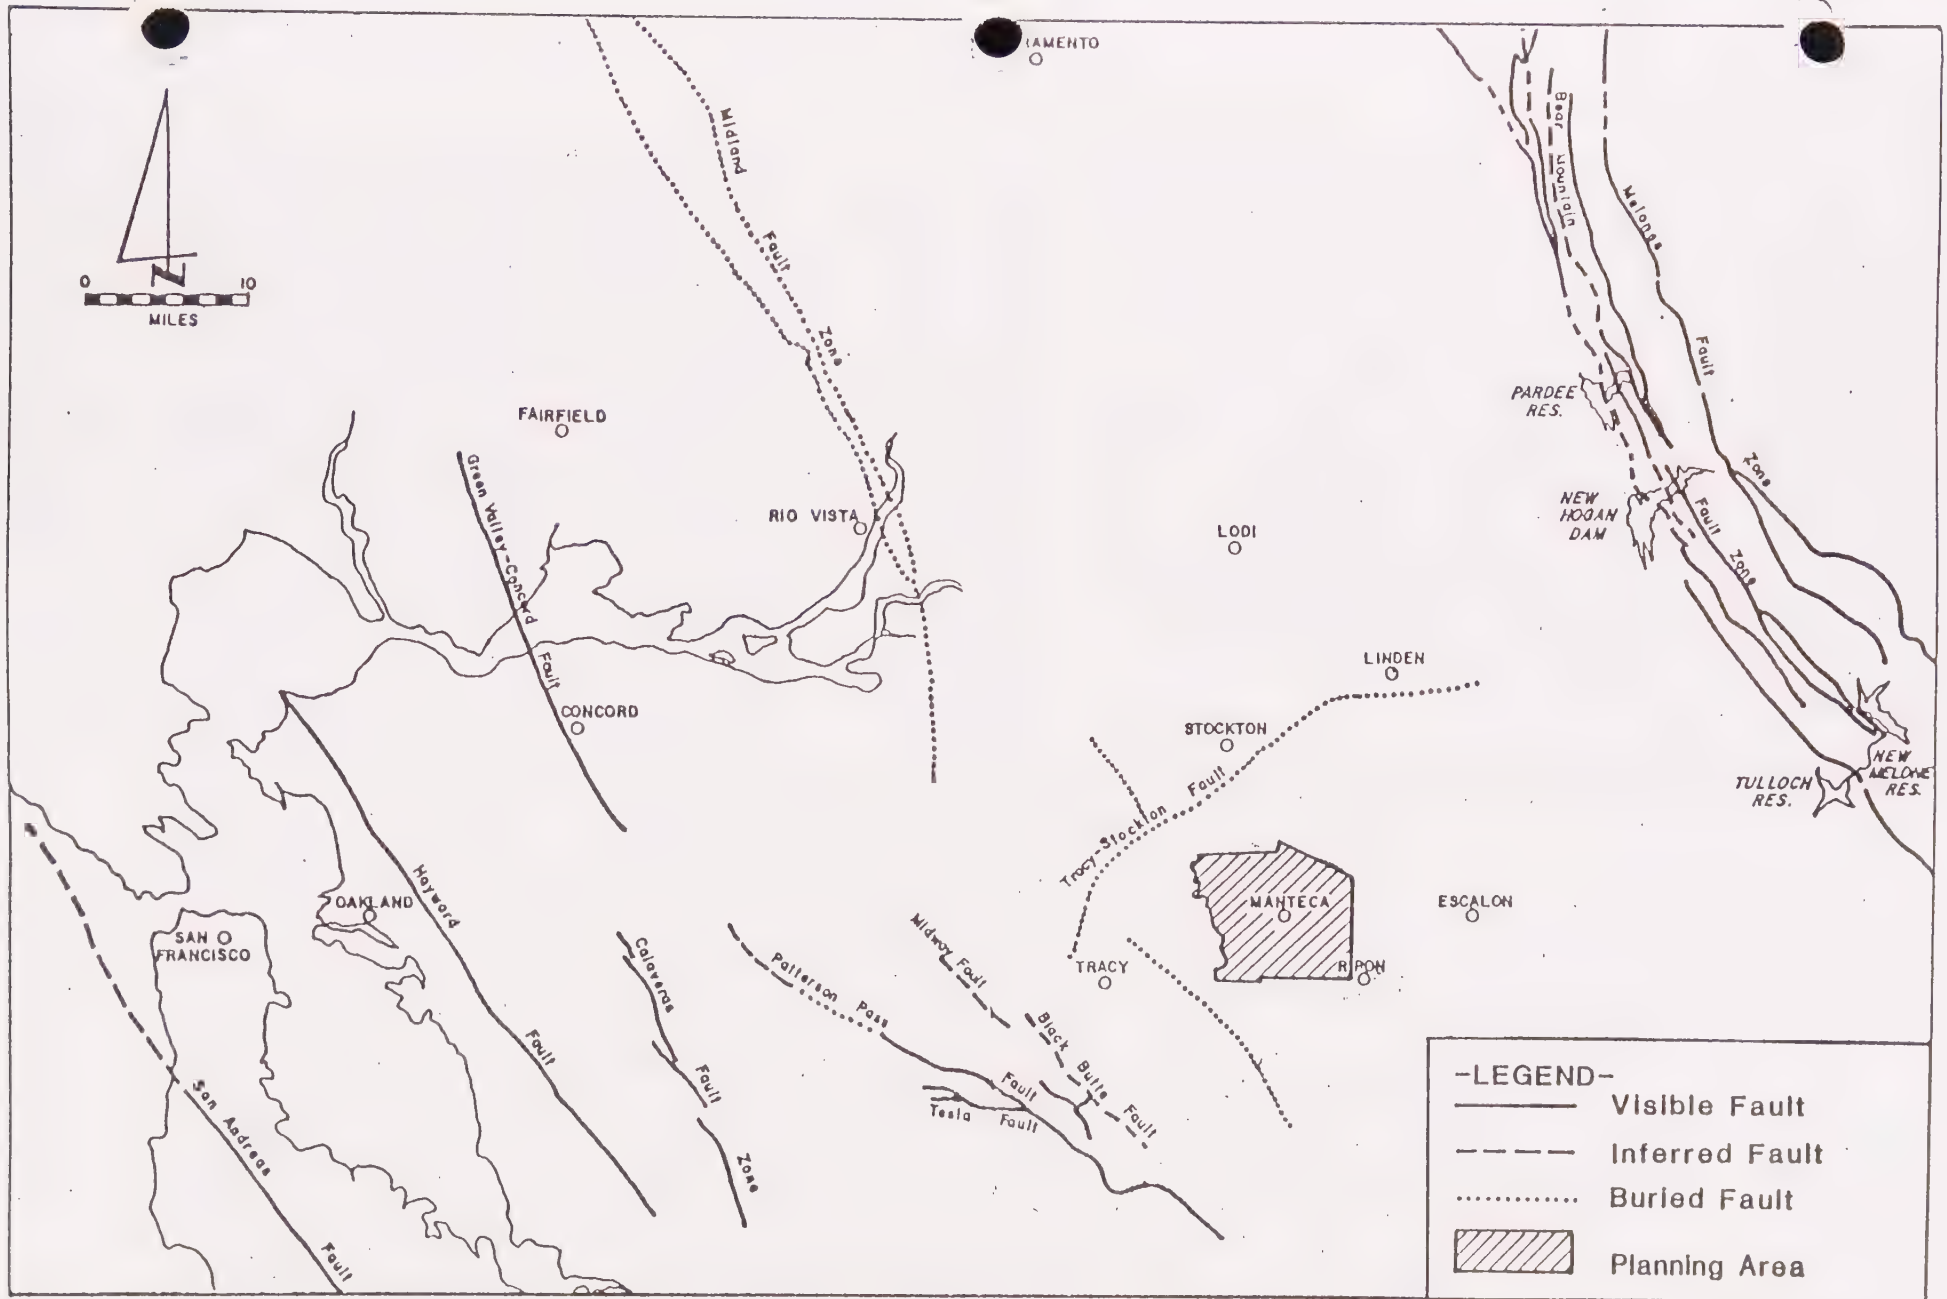 AMENTO
0 10
N
MILES
Midland
Fault
Zone
Bear Mountain
Fault
Zone
Melones
Fault
Zone
FAIRFIELD
Green Valley-Concord
Fault
RIO VISTA
LODI
PARDEE
RES.
NEW
HOGAN
DAM
CONCORD
LINDEN
STOCKTON
Tracy-Stockton Fault
TULLOCH
RES.
NEW
MELONE
RES.
OAKLAND
SAN
FRANCISCO
Hayward
Fault
Calaveras
Fault
Zone
Patterson Pass
Fault
Midway Fault
Black Butte Fault
Tesla Fault
TRACY
MANTECA
RIPON
ESCALON
San Andreas
Fault
-LEGEND-
Visible Fault
Inferred Fault
Buried Fault
Planning Area